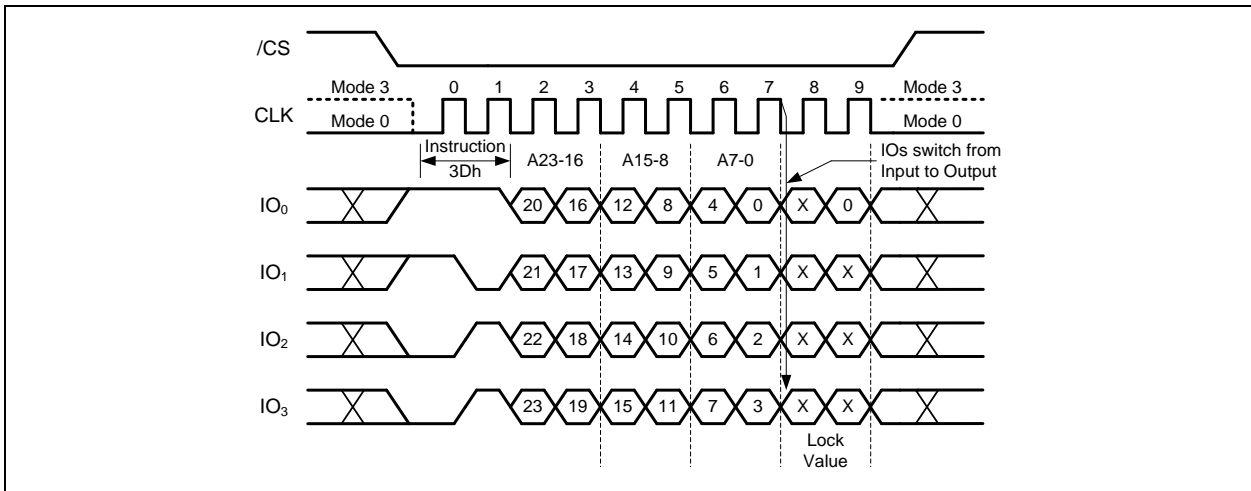 /CS
Mode 3 0 1 2 3 4 5 6 7 8 9 Mode 3
CLK
Mode 0 Mode 0
Instruction A23-16 A15-8 A7-0 IOs switch from
3Dh Input to Output
IO₀ 20 16 12 8 4 0 X 0
IO₁ 21 17 13 9 5 1 X X
IO₂ 22 18 14 10 6 2 X X
IO₃ 23 19 15 11 7 3 X X
Lock
Value